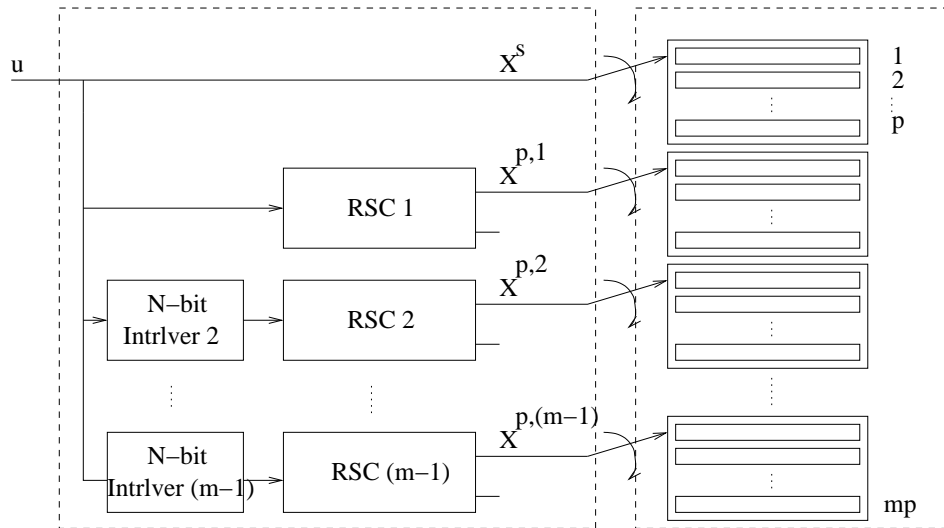 u
X^s
1
2
p
X^p,1
RSC 1
X^p,2
N−bit
Intrlver 2
RSC 2
X^p,(m−1)
N−bit
Intrlver (m−1)
RSC (m−1)
mp